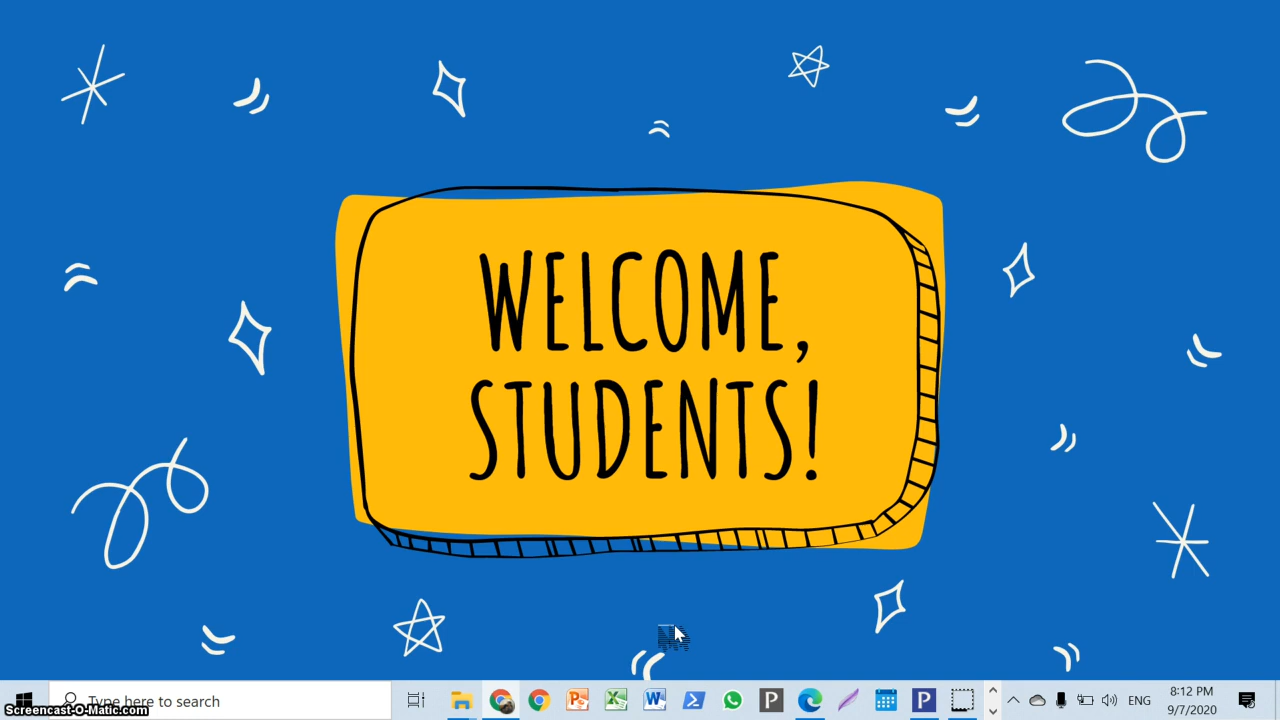 WELCOME,
STUDENTS!
Type here to search
ENG
8:12 PM
9/7/2020
Screencast-O-Matic.com